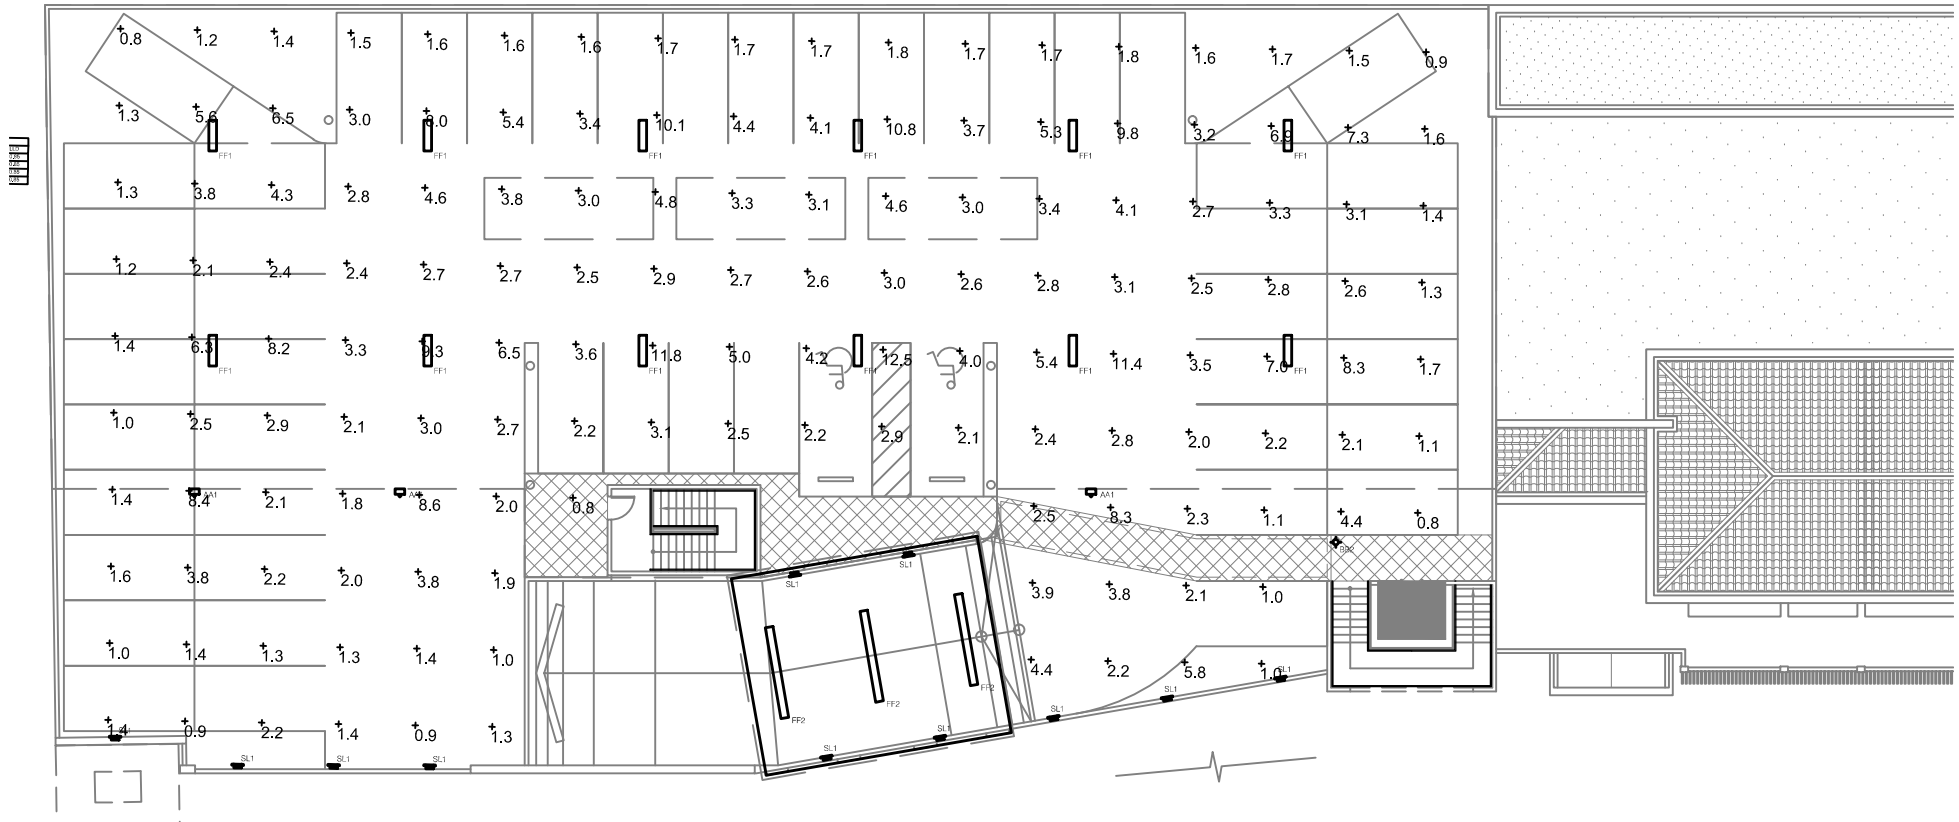 0.8 1.2 1.4 1.5 1.6 1.6 1.6 1.7 1.7 1.7 1.8 1.7 1.7 1.8 1.6 1.7 1.5 0.9
1.3 5.6 6.5 3.0 8.0 5.4 3.4 10.1 4.4 4.1 10.8 3.7 5.3 9.8 3.2 6.9 7.3 1.6
FF1 FF1 FF1 FF1 FF1 FF1
1.3 3.8 4.3 2.8 4.6 3.8 3.0 4.8 3.3 3.1 4.6 3.0 3.4 4.1 2.7 3.3 3.1 1.4
1.2 2.1 2.4 2.4 2.7 2.7 2.5 2.9 2.7 2.6 3.0 2.6 2.8 3.1 2.5 2.8 2.6 1.3
1.4 6.3 8.2 3.3 9.3 6.5 3.6 11.8 5.0 4.2 12.5 4.0 5.4 11.4 3.5 7.0 8.3 1.7
FF1 FF1 FF1 FF1 FF1 FF1
1.0 2.5 2.9 2.1 3.0 2.7 2.2 3.1 2.5 2.2 2.9 2.1 2.4 2.8 2.0 2.2 2.1 1.1
1.4 8.4 AA1 2.1 1.8 8.6 2.0 0.8 AA1 2.5 8.3 2.3 1.1 4.4 0.8
1.6 3.8 2.2 2.0 3.8 1.9 SL1 SL1 3.9 3.8 2.1 1.0
1.0 1.4 1.3 1.3 1.4 1.0 4.4 2.2 5.8 1.0 SL1
FF2 FF2 FF2
1.4 0.9 2.2 1.4 0.9 1.3 SL1 SL1
SL1 SL1 SL1 SL1 SL1